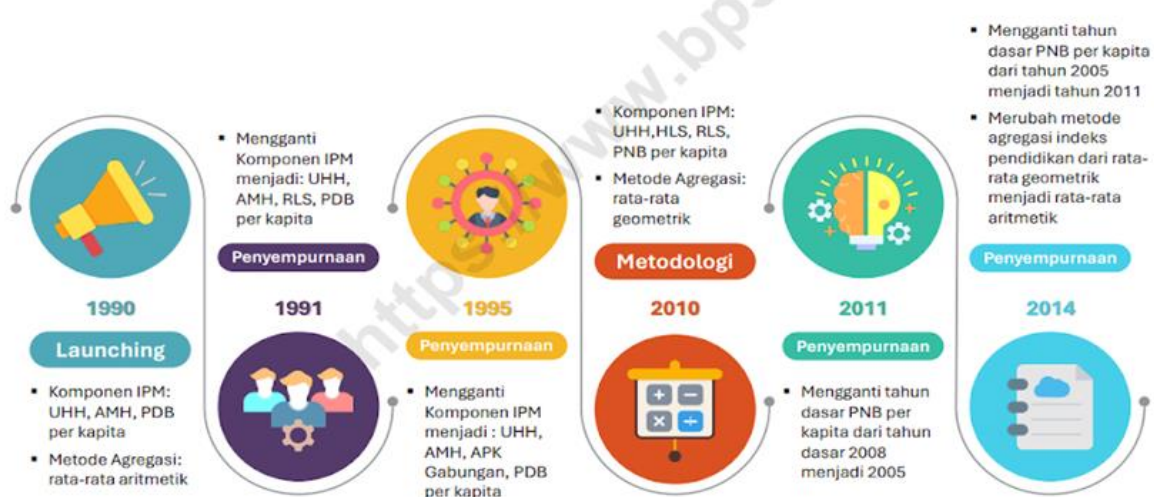 1990
Launching
▪ Komponen IPM:
UHH, AMH, PDB
per kapita
▪ Metode Agregasi:
rata-rata aritmetik
▪ Mengganti
Komponen IPM
menjadi: UHH,
AMH, RLS, PDB
per kapita
Penyempurnaan
1991
1995
Penyempurnaan
▪ Mengganti
Komponen IPM
menjadi : UHH,
AMH, APK
Gabungan, PDB
per kapita
▪ Komponen IPM:
UHH,HLS, RLS,
PNB per kapita
▪ Metode Agregasi:
rata-rata
geometrik
Metodologi
2010
2011
Penyempurnaan
▪ Mengganti tahun
dasar PNB per
kapita dari tahun
dasar 2008
menjadi 2005
▪ Mengganti tahun
dasar PNB per kapita
dari tahun 2005
menjadi tahun 2011
▪ Merubah metode
agregasi indeks
pendidikan dari rata-
rata geometrik
menjadi rata-rata
aritmetik
Penyempurnaan
2014
https://www.bps